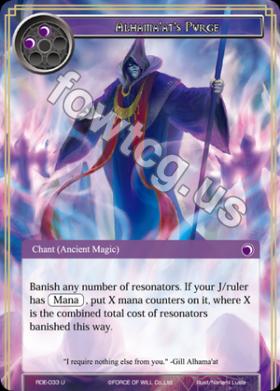 Alhama'at's Purge
fowtcg.us
Chant (Ancient Magic)
Banish any number of resonators. If your J/ruler
has Mana , put X mana counters on it, where X
is the combined total cost of resonators
banished this way.
"I require nothing else from you." -Gill Alhama'at
RDE-033 U ©FORCE OF WILL Co.,Ltd.